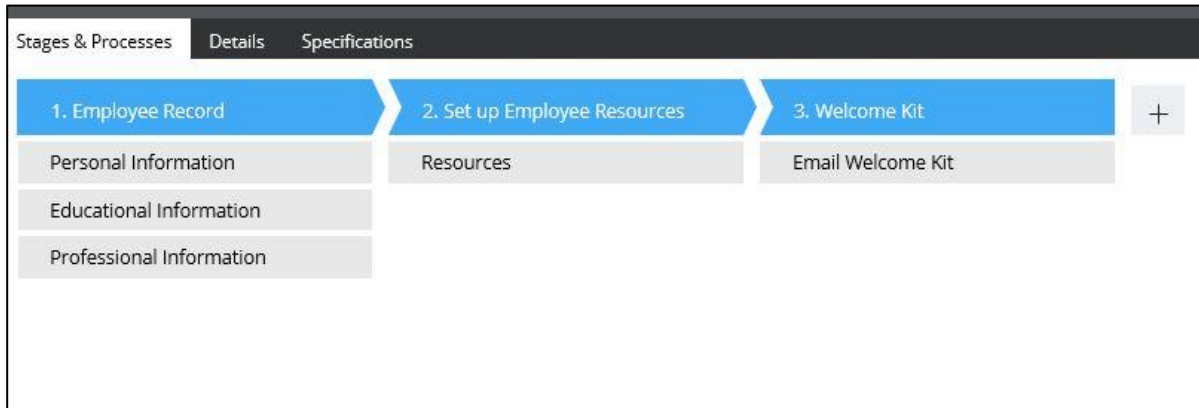 Stages & Processes Details Specifications
1. Employee Record 2. Set up Employee Resources 3. Welcome Kit +
Personal Information Resources Email Welcome Kit
Educational Information
Professional Information